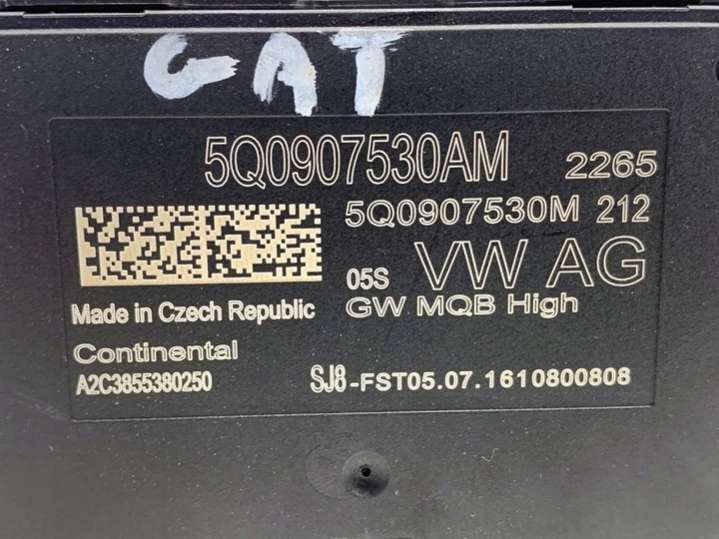 GAT
5Q0907530AM 2265
5Q0907530M 212
05S VW AG
Made in Czech Republic GW MQB High
Continental
A2C3855380250 SJ8-FST05.07.1610800808